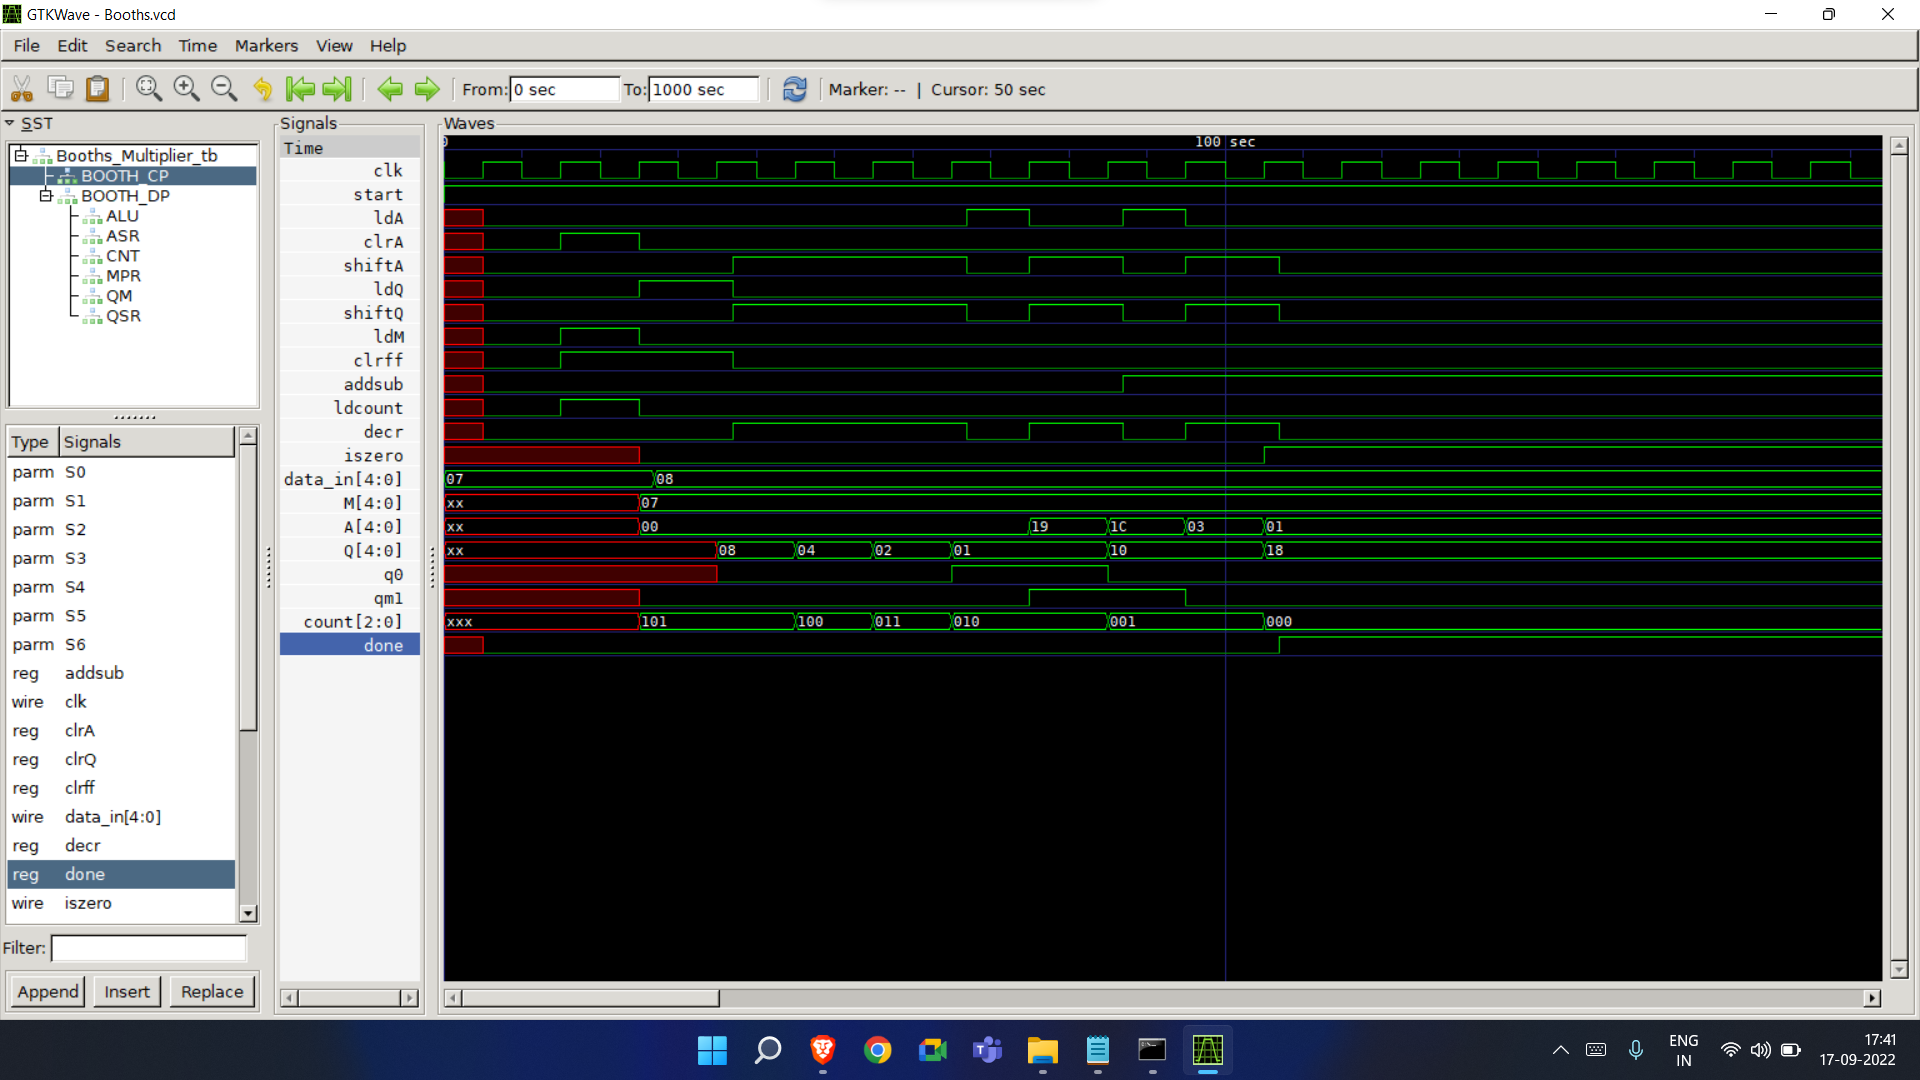 GTKWave - Booths.vcd
File Edit Search Time Markers View Help
From: 0 sec To: 1000 sec Marker: -- | Cursor: 50 sec
SST
Booths_Multiplier_tb
BOOTH_CP
BOOTH_DP
ALU
ASR
CNT
MPR
QM
QSR
Type Signals
parm S0
parm S1
parm S2
parm S3
parm S4
parm S5
parm S6
reg addsub
wire clk
reg clrA
reg clrQ
reg clrff
wire data_in[4:0]
reg decr
reg done
wire iszero
Filter:
Append Insert Replace
Signals
Time
clk
start
ldA
clrA
shiftA
ldQ
shiftQ
ldM
clrff
addsub
ldcount
decr
iszero
data_in[4:0]
M[4:0]
A[4:0]
Q[4:0]
q0
qm1
count[2:0]
done
Waves
0 100 sec
07 08
xx 07
xx 00 19 1C 03 01
xx 08 04 02 01 10 18
xxx 101 100 011 010 001 000
ENG
IN
17:41
17-09-2022